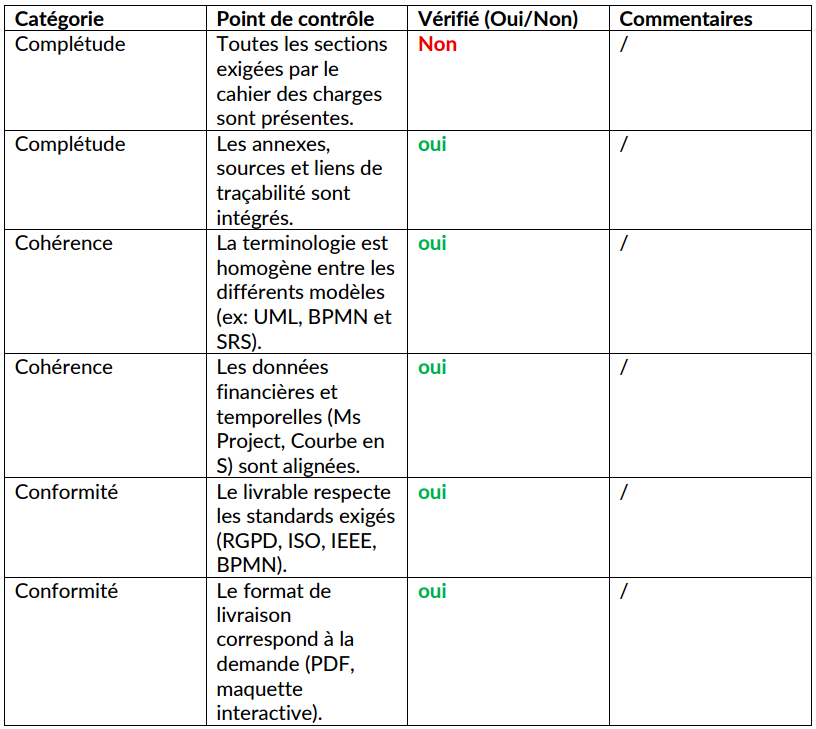 Catégorie Point de contrôle Vérifié (Oui/Non) Commentaires
Complétude Toutes les sections Non /
exigées par le
cahier des charges
sont présentes.
Complétude Les annexes, oui /
sources et liens de
traçabilité sont
intégrés.
Cohérence La terminologie est oui /
homogène entre les
différents modèles
(ex: UML, BPMN et
SRS).
Cohérence Les données oui /
financières et
temporelles (Ms
Project, Courbe en
S) sont alignées.
Conformité Le livrable respecte oui /
les standards exigés
(RGPD, ISO, IEEE,
BPMN).
Conformité Le format de oui /
livraison
correspond à la
demande (PDF,
maquette
interactive).